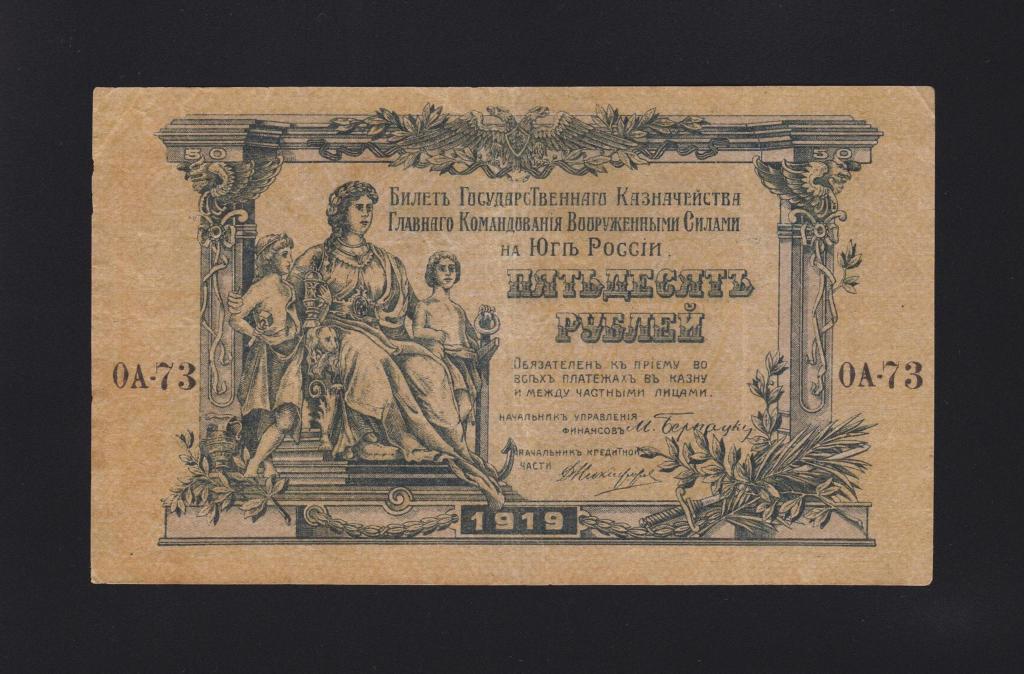 50
50
Билетъ Государственнаго Казначейства
Главнаго Командованія Вооруженными Силами
на Югѣ Россіи.
ПЯТЬДЕСЯТЪ
РУБЛЕЙ
ОА-73
ОА-73
Обязателенъ къ пріему во
всѣхъ платежахъ въ казну
и между частными лицами.
Начальникъ управленія
финансовъ М. Бернацкій
Начальникъ кредитной
части
1919